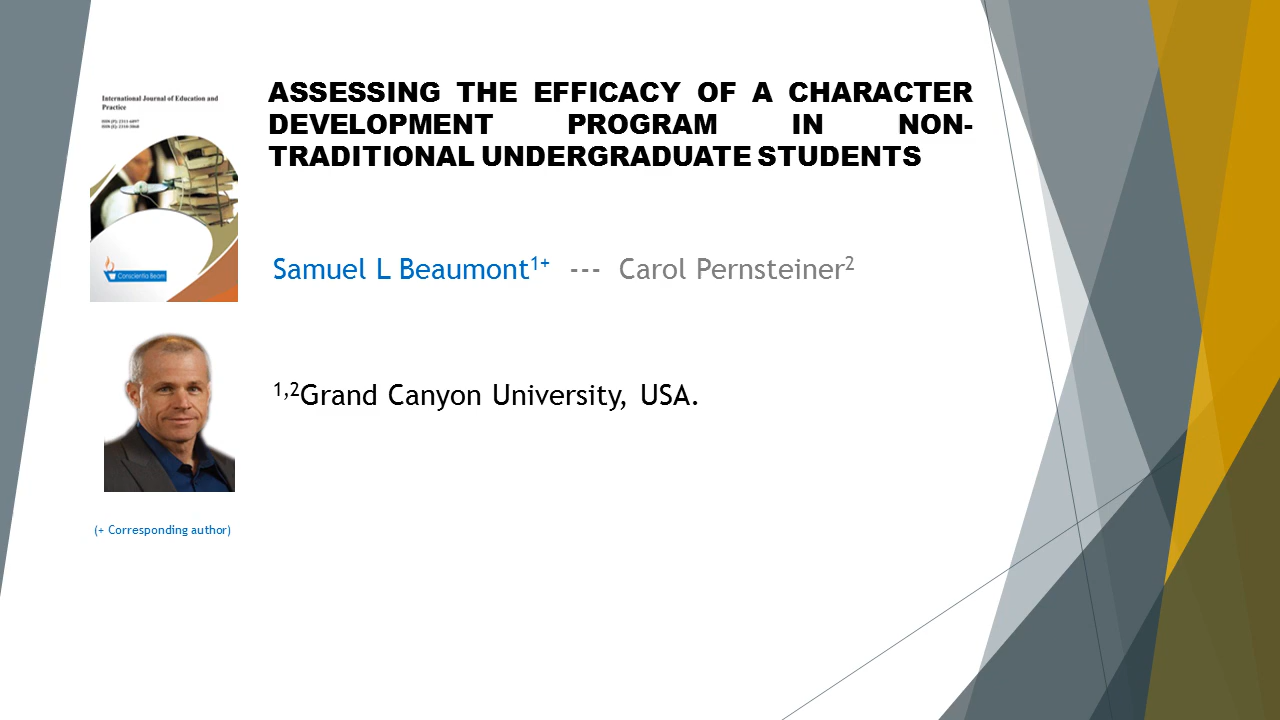 International Journal of Education and
Practice
ASSESSING THE EFFICACY OF A CHARACTER
DEVELOPMENT PROGRAM IN NON-
TRADITIONAL UNDERGRADUATE STUDENTS
Samuel L Beaumont¹⁺ --- Carol Pernsteiner²
Conscientia Beam
¹,²Grand Canyon University, USA.
(+ Corresponding author)